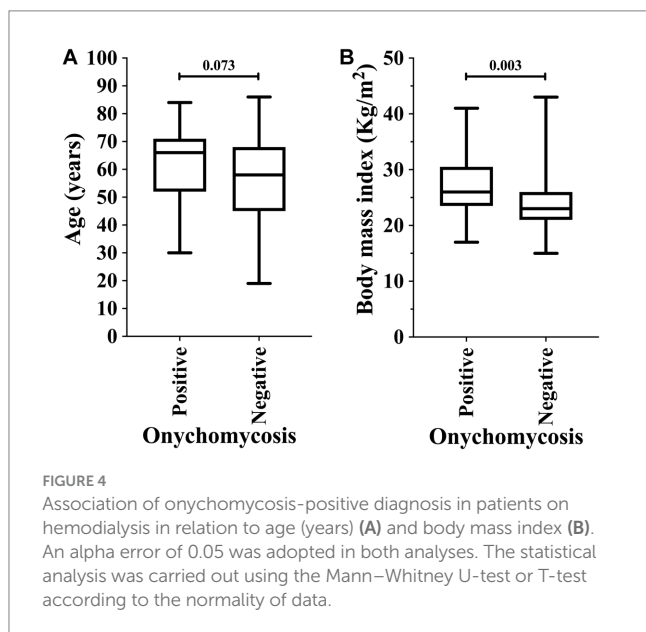 A
100
90
80
70
60
50
40
30
20
10
0
Age (years)
0.073
Positive
Negative
Onychomycosis
B
50
40
30
20
10
0
Body mass index (Kg/m²)
0.003
Positive
Negative
Onychomycosis
FIGURE 4
Association of onychomycosis-positive diagnosis in patients on
hemodialysis in relation to age (years) (A) and body mass index (B).
An alpha error of 0.05 was adopted in both analyses. The statistical
analysis was carried out using the Mann–Whitney U-test or T-test
according to the normality of data.